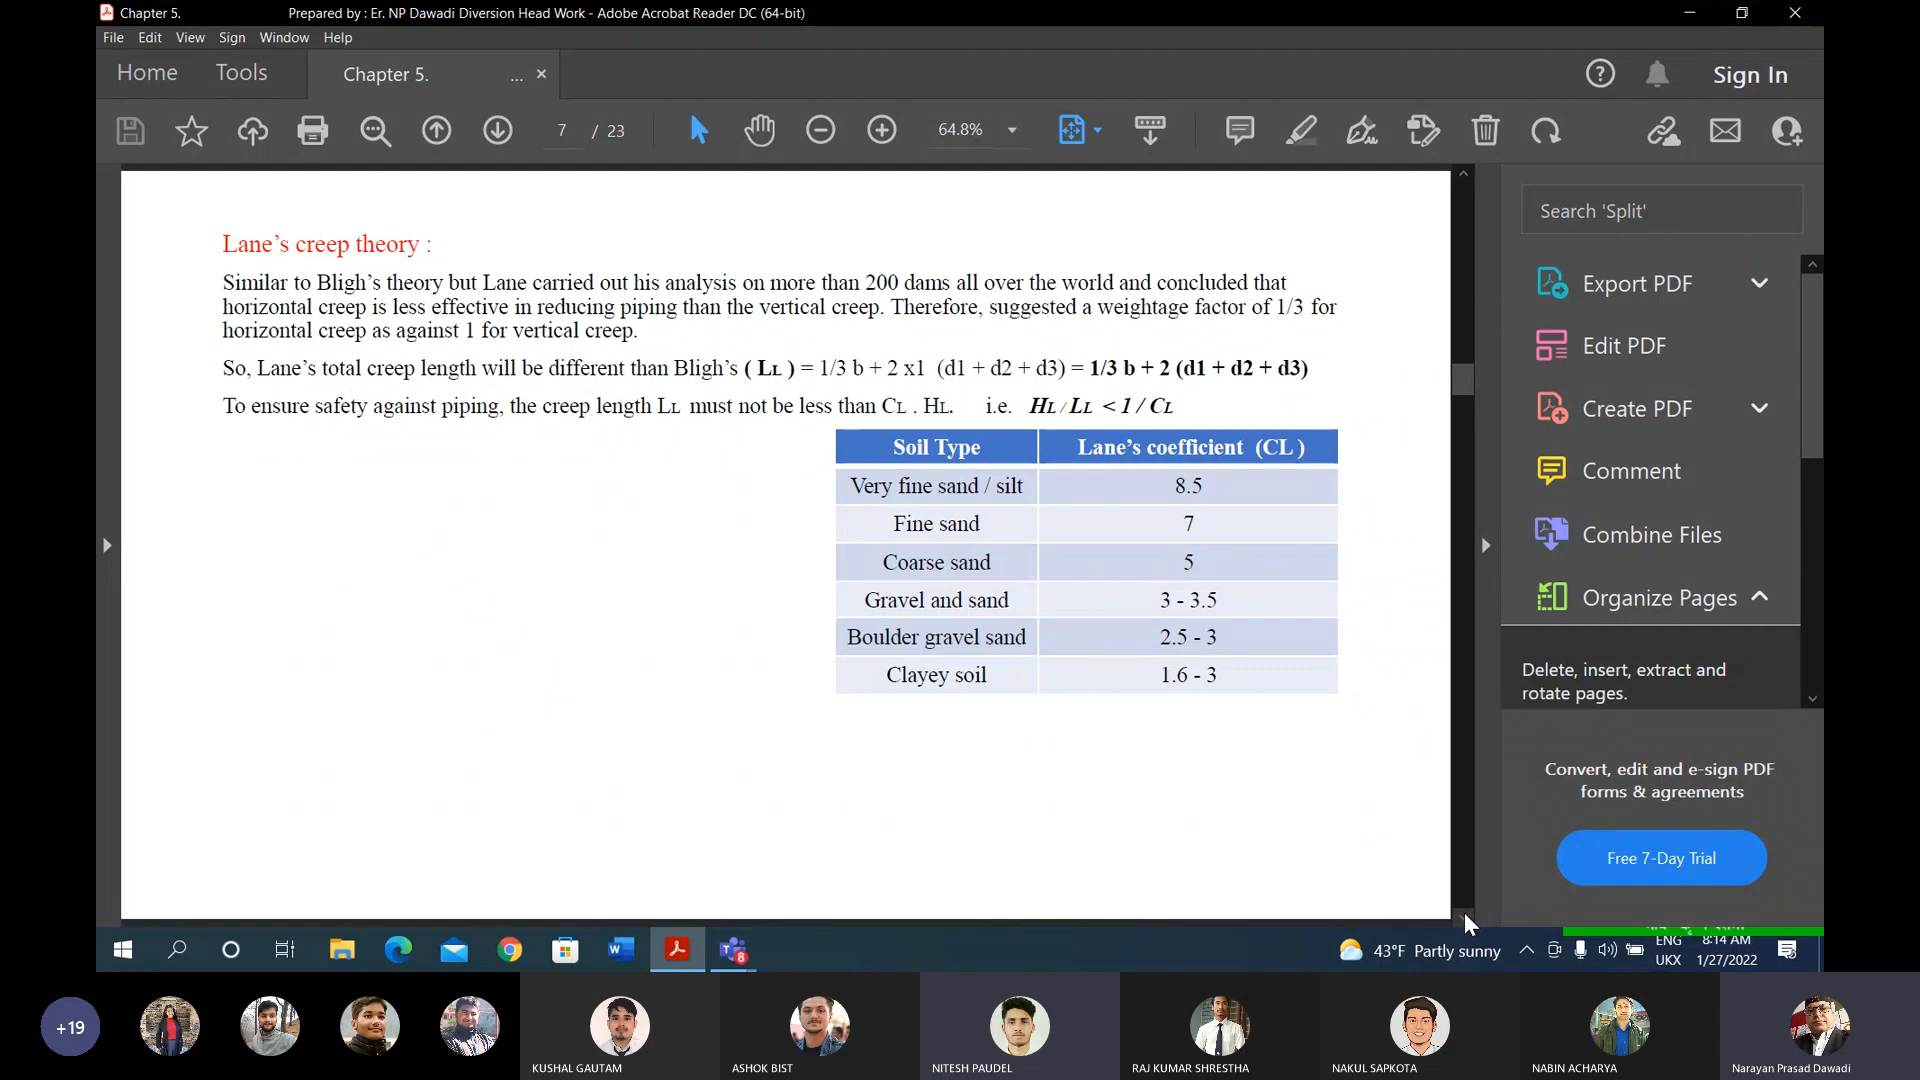 Chapter 5. Prepared by : Er. NP Dawadi Diversion Head Work - Adobe Acrobat Reader DC (64-bit)
File Edit View Sign Window Help
Home Tools Chapter 5. ... × Sign In
7 / 23 64.8%
Search 'Split'
Lane's creep theory :
Similar to Bligh's theory but Lane carried out his analysis on more than 200 dams all over the world and concluded that
horizontal creep is less effective in reducing piping than the vertical creep. Therefore, suggested a weightage factor of 1/3 for
horizontal creep as against 1 for vertical creep.
So, Lane's total creep length will be different than Bligh's ( LL ) = 1/3 b + 2 x1 (d1 + d2 + d3) = 1/3 b + 2 (d1 + d2 + d3)
To ensure safety against piping, the creep length LL must not be less than CL . HL. i.e. HL / LL < 1 / CL
Soil Type Lane's coefficient (CL )
Very fine sand / silt 8.5
Fine sand 7
Coarse sand 5
Gravel and sand 3 - 3.5
Boulder gravel sand 2.5 - 3
Clayey soil 1.6 - 3
Export PDF
Edit PDF
Create PDF
Comment
Combine Files
Organize Pages
Delete, insert, extract and
rotate pages.
Convert, edit and e-sign PDF
forms & agreements
Free 7-Day Trial
43°F Partly sunny
ENG
UKX
8:14 AM
1/27/2022
8
+19
KUSHAL GAUTAM ASHOK BIST NITESH PAUDEL RAJ KUMAR SHRESTHA NAKUL SAPKOTA NABIN ACHARYA Narayan Prasad Dawadi